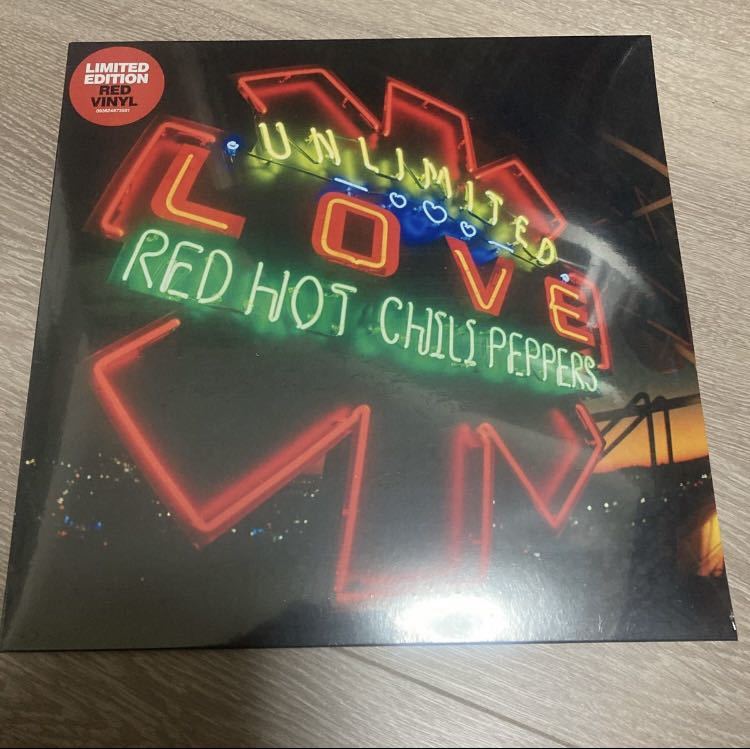 LIMITED
EDITION
RED
VINYL
UNLIMITED
LOVE
RED HOT CHILI PEPPERS